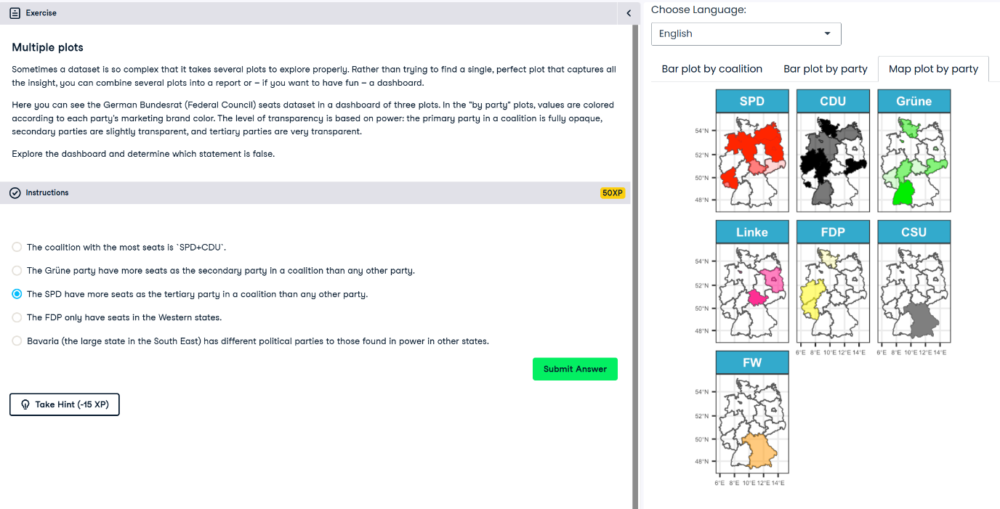 Exercise
Multiple plots
Sometimes a dataset is so complex that it takes several plots to explore properly. Rather than trying to find a single, perfect plot that captures all
the insight, you can combine several plots into a report or – if you want to have fun – a dashboard.
Here you can see the German Bundesrat (Federal Council) seats dataset in a dashboard of three plots. In the "by party" plots, values are colored
according to each party's marketing brand color. The level of transparency is based on power: the primary party in a coalition is fully opaque,
secondary parties are slightly transparent, and tertiary parties are very transparent.
Explore the dashboard and determine which statement is false.
Instructions
50XP
The coalition with the most seats is `SPD+CDU`.
The Grüne party have more seats as the secondary party in a coalition than any other party.
The SPD have more seats as the tertiary party in a coalition than any other party.
The FDP only have seats in the Western states.
Bavaria (the large state in the South East) has different political parties to those found in power in other states.
Submit Answer
Take Hint (-15 XP)
Choose Language:
English
Bar plot by coalition
Bar plot by party
Map plot by party
SPD
CDU
Grüne
54°N
52°N
50°N
48°N
Linke
FDP
CSU
54°N
52°N
50°N
48°N
6°E 8°E 10°E 12°E 14°E
6°E 8°E 10°E 12°E 14°E
FW
54°N
52°N
50°N
48°N
6°E 8°E 10°E 12°E 14°E